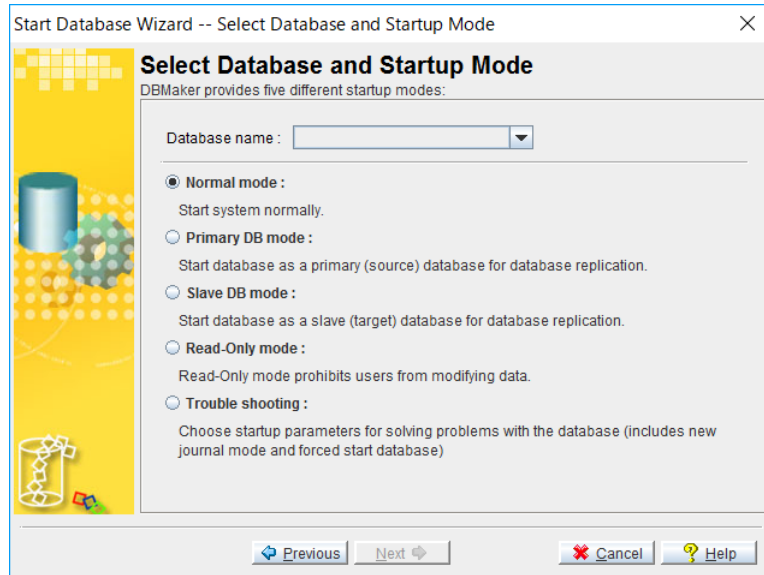 Start Database Wizard -- Select Database and Startup Mode
Select Database and Startup Mode
DBMaker provides five different startup modes:
Database name :
Normal mode :
Start system normally.
Primary DB mode :
Start database as a primary (source) database for database replication.
Slave DB mode :
Start database as a slave (target) database for database replication.
Read-Only mode :
Read-Only mode prohibits users from modifying data.
Trouble shooting :
Choose startup parameters for solving problems with the database (includes new
journal mode and forced start database)
Previous Next Cancel Help